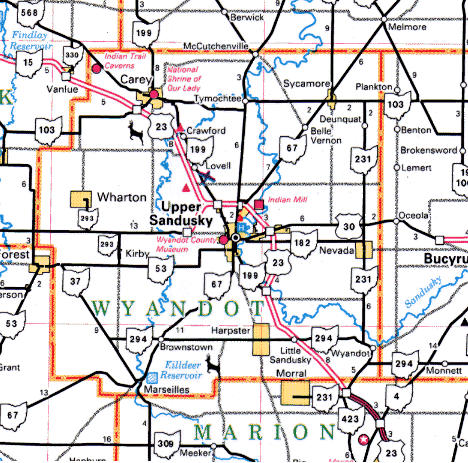 568
Berwick
Melmore
199
Findlay
Reservoir
McCutchenville
330
15
Indian Trail
Caverns
Carey
National
Shrine of
Our Lady
Vanlue
Tymochtee
Sycamore
Plankton
103
K
103
23
Crawford
199
Lovell
67
Deunquat
Belle
Vernon
231
Benton
Brokensword
Lemert
Wharton
293
Upper
Sandusky
Indian Mill
30
Oceola
293
Wyandot County
Museum
182
Nevada
Forest
Kirby
53
23
Bucyru
37
67
199
231
Sandusky
53
WYANDOT
294
Brownstown
11
Harpster
294
Little
Sandusky
Wyandot
294
Monnett
Killdeer
Reservoir
Marseilles
Morral
231
4
13
67
423
MARION
16
309
Meeker
23